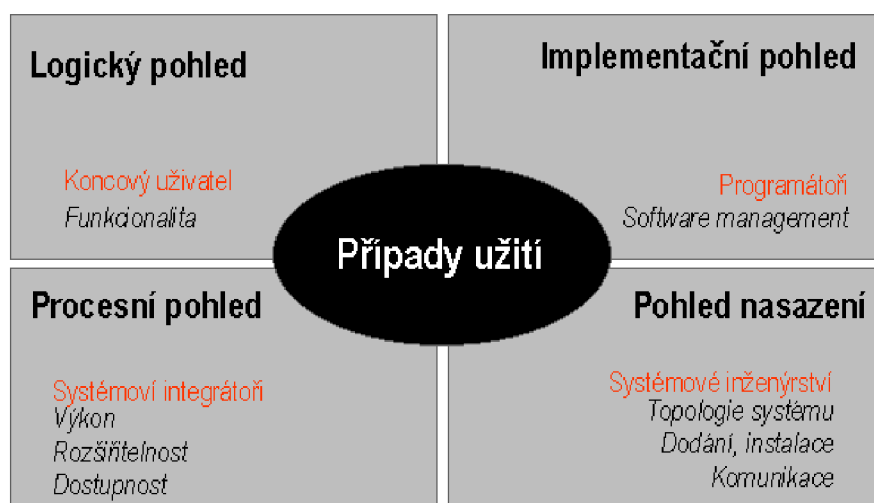 Logický pohled
Koncový uživatel
Funkcionalita
Implementační pohled
Programátoři
Software management
Případy užití
Procesní pohled
Systémoví integrátoři
Výkon
Rozšiřitelnost
Dostupnost
Pohled nasazení
Systémové inženýrství
Topologie systému
Dodání, instalace
Komunikace